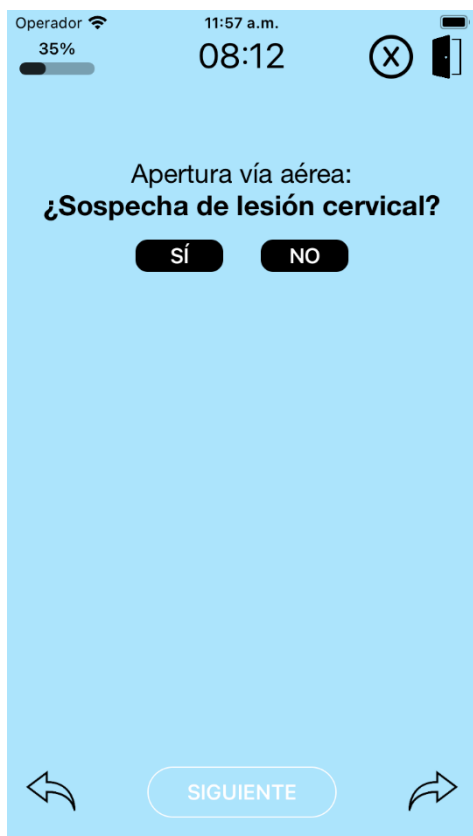 Operador 11:57 a.m.
35% 08:12 X
Apertura vía aérea:
¿Sospecha de lesión cervical?
SÍ NO
SIGUIENTE